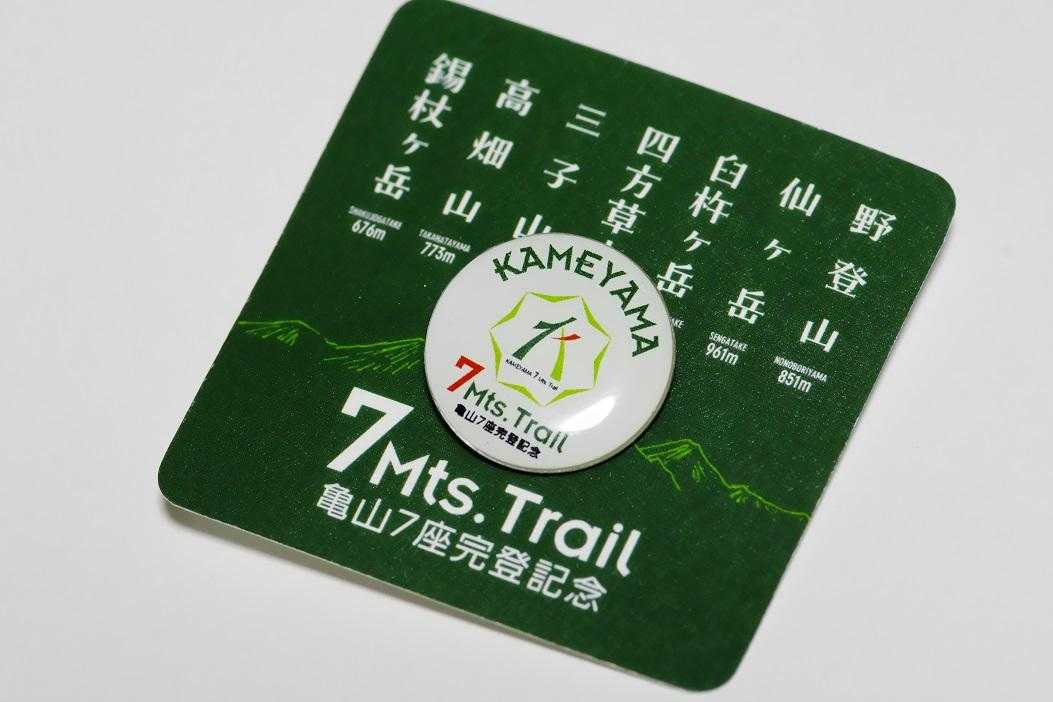 野登山
NONOBORIYAMA
851m
仙ヶ岳
SENGATAKE
961m
臼杵ヶ岳
四方草
三子山
高畑山
TAKAHATAYAMA
773m
錫杖ヶ岳
SHAKUJOGATAKE
676m
KAMEYAMA
KAMEYAMA 7 Mts. Trail
7Mts. Trail
亀山7座完登記念
7Mts. Trail
亀山7座完登記念